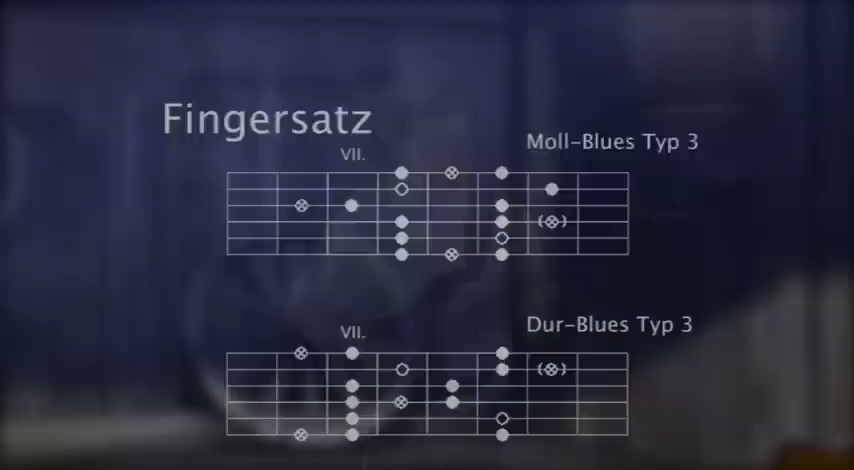 Fingersatz
Moll-Blues Typ 3
VII.
Dur-Blues Typ 3
VII.